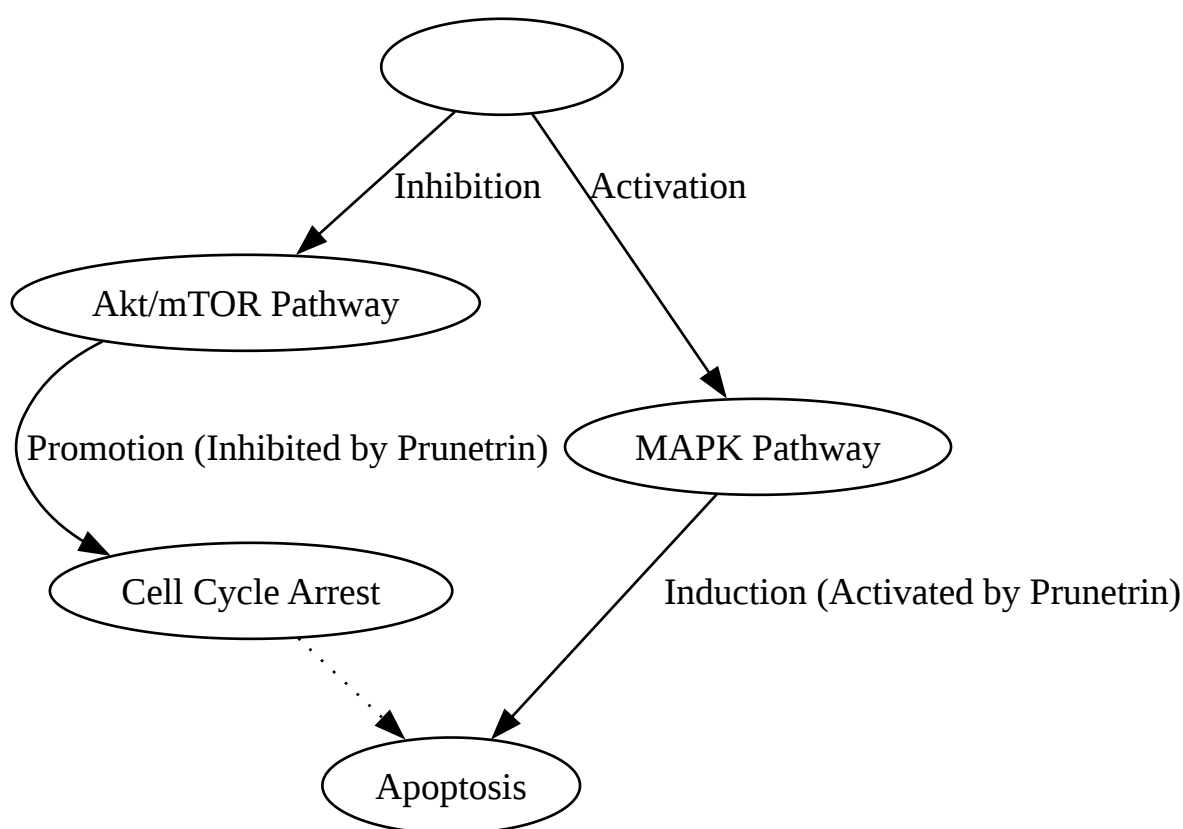 Inhibition
Activation
Akt/mTOR Pathway
Promotion (Inhibited by Prunetrin)
MAPK Pathway
Cell Cycle Arrest
Induction (Activated by Prunetrin)
Apoptosis